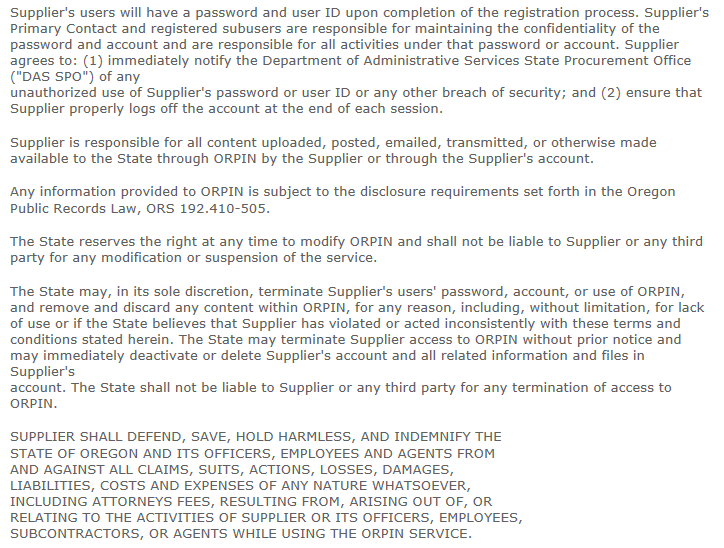 Supplier's users will have a password and user ID upon completion of the registration process. Supplier's
Primary Contact and registered subusers are responsible for maintaining the confidentiality of the
password and account and are responsible for all activities under that password or account. Supplier
agrees to: (1) immediately notify the Department of Administrative Services State Procurement Office
("DAS SPO") of any
unauthorized use of Supplier's password or user ID or any other breach of security; and (2) ensure that
Supplier properly logs off the account at the end of each session.

Supplier is responsible for all content uploaded, posted, emailed, transmitted, or otherwise made
available to the State through ORPIN by the Supplier or through the Supplier's account.

Any information provided to ORPIN is subject to the disclosure requirements set forth in the Oregon
Public Records Law, ORS 192.410-505.

The State reserves the right at any time to modify ORPIN and shall not be liable to Supplier or any third
party for any modification or suspension of the service.

The State may, in its sole discretion, terminate Supplier's users' password, account, or use of ORPIN,
and remove and discard any content within ORPIN, for any reason, including, without limitation, for lack
of use or if the State believes that Supplier has violated or acted inconsistently with these terms and
conditions stated herein. The State may terminate Supplier access to ORPIN without prior notice and
may immediately deactivate or delete Supplier's account and all related information and files in
Supplier's
account. The State shall not be liable to Supplier or any third party for any termination of access to
ORPIN.

SUPPLIER SHALL DEFEND, SAVE, HOLD HARMLESS, AND INDEMNIFY THE
STATE OF OREGON AND ITS OFFICERS, EMPLOYEES AND AGENTS FROM
AND AGAINST ALL CLAIMS, SUITS, ACTIONS, LOSSES, DAMAGES,
LIABILITIES, COSTS AND EXPENSES OF ANY NATURE WHATSOEVER,
INCLUDING ATTORNEYS FEES, RESULTING FROM, ARISING OUT OF, OR
RELATING TO THE ACTIVITIES OF SUPPLIER OR ITS OFFICERS, EMPLOYEES,
SUBCONTRACTORS, OR AGENTS WHILE USING THE ORPIN SERVICE.